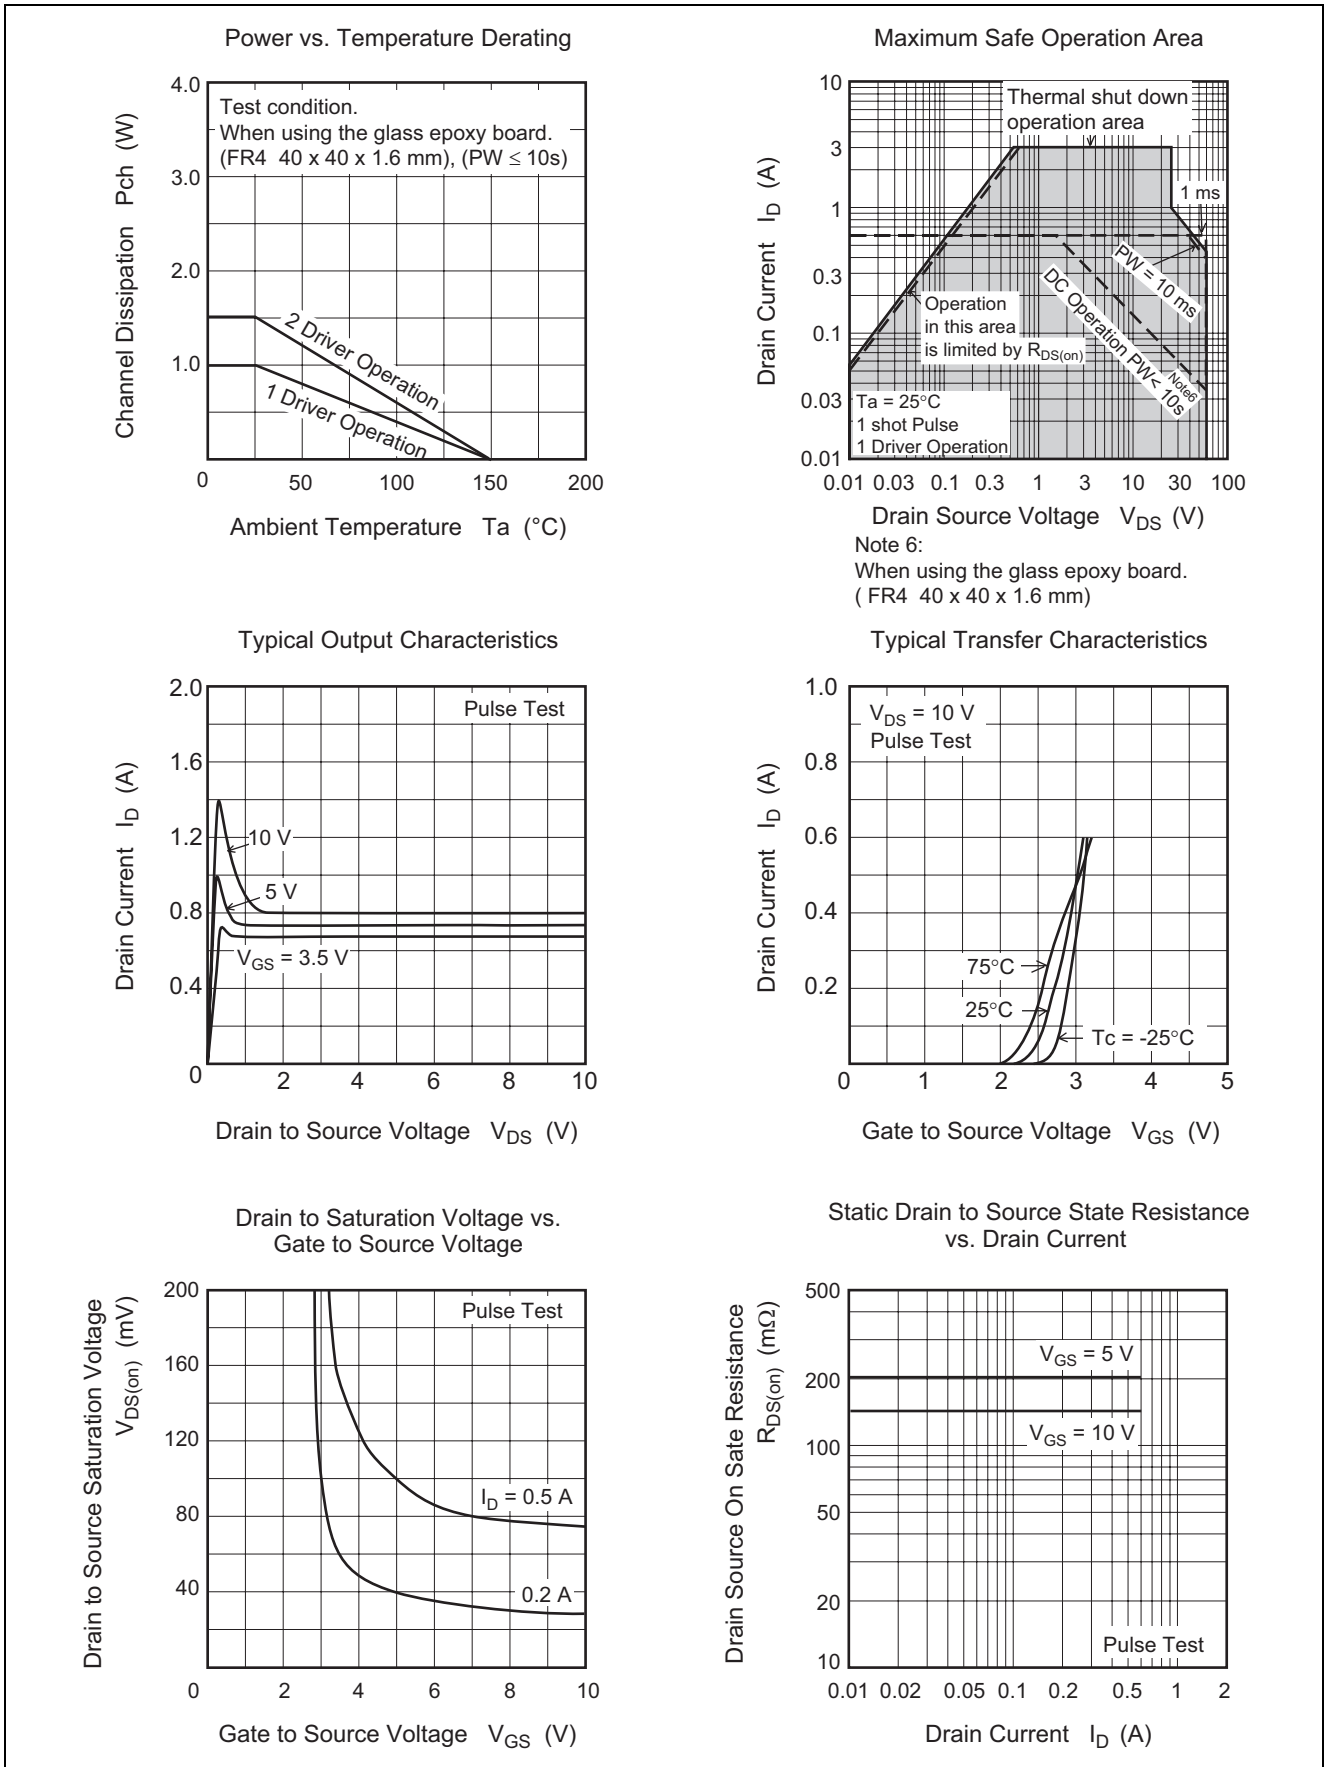 Power vs. Temperature Derating
4.0
3.0
2.0
1.0
0
50
100
150
200
Channel Dissipation Pch (W)
Test condition.
When using the glass epoxy board.
(FR4 40 x 40 x 1.6 mm), (PW ≤ 10s)
2 Driver Operation
1 Driver Operation
Ambient Temperature Ta (°C)
Maximum Safe Operation Area
10
3
1
0.3
0.1
0.03
0.01
Drain Current ID (A)
Thermal shut down
operation area
1 ms
PW = 10 ms
DC Operation PW< 10s Note6
Operation
in this area
is limited by RDS(on)
Ta = 25°C
1 shot Pulse
1 Driver Operation
0.01 0.03 0.1 0.3 1 3 10 30 100
Drain Source Voltage VDS (V)
Note 6:
When using the glass epoxy board.
( FR4 40 x 40 x 1.6 mm)
Typical Output Characteristics
2.0
1.6
1.2
0.8
0.4
0
2
4
6
8
10
Drain Current ID (A)
Pulse Test
10 V
5 V
VGS = 3.5 V
Drain to Source Voltage VDS (V)
Typical Transfer Characteristics
1.0
0.8
0.6
0.4
0.2
0
1
2
3
4
5
Drain Current ID (A)
VDS = 10 V
Pulse Test
75°C
25°C
Tc = -25°C
Gate to Source Voltage VGS (V)
Drain to Saturation Voltage vs.
Gate to Source Voltage
200
160
120
80
40
0
2
4
6
8
10
Drain to Source Saturation Voltage
VDS(on) (mV)
Pulse Test
ID = 0.5 A
0.2 A
Gate to Source Voltage VGS (V)
Static Drain to Source State Resistance
vs. Drain Current
500
200
100
50
20
10
Drain Source On Sate Resistance
RDS(on) (mΩ)
VGS = 5 V
VGS = 10 V
Pulse Test
0.01 0.02 0.05 0.1 0.2 0.5 1 2
Drain Current ID (A)